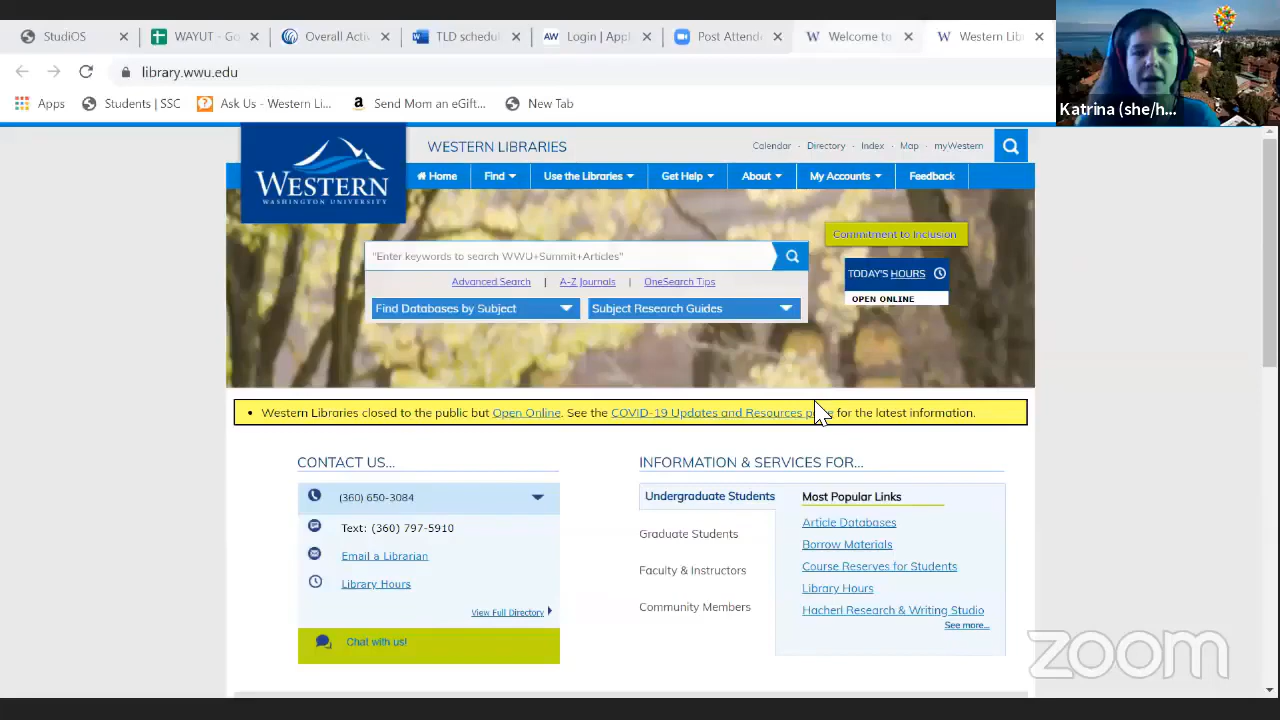 StudiOS
WAYUT - Go
Overall Acti
TLD schedul
Login | Appl
Post Attend
Welcome to
Western Lib
library.wwu.edu
Apps
Students | SSC
Ask Us - Western Li...
Send Mom an eGift...
New Tab
Katrina (she/h...
WESTERN
WASHINGTON UNIVERSITY
WESTERN LIBRARIES
Calendar · Directory · Index · Map · myWestern
Home Find Use the Libraries Get Help About My Accounts Feedback
"Enter keywords to search WWU+Summit+Articles"
Advanced Search | A-Z Journals | OneSearch Tips
Find Databases by Subject
Subject Research Guides
Commitment to Inclusion
TODAY'S HOURS
OPEN ONLINE
• Western Libraries closed to the public but Open Online. See the COVID-19 Updates and Resources for the latest information.
CONTACT US...
(360) 650-3084
Text: (360) 797-5910
Email a Librarian
Library Hours
View Full Directory
Chat with us!
INFORMATION & SERVICES FOR...
Undergraduate Students
Graduate Students
Faculty & Instructors
Community Members
Most Popular Links
Article Databases
Borrow Materials
Course Reserves for Students
Library Hours
Hacherl Research & Writing Studio
See more...
zoom